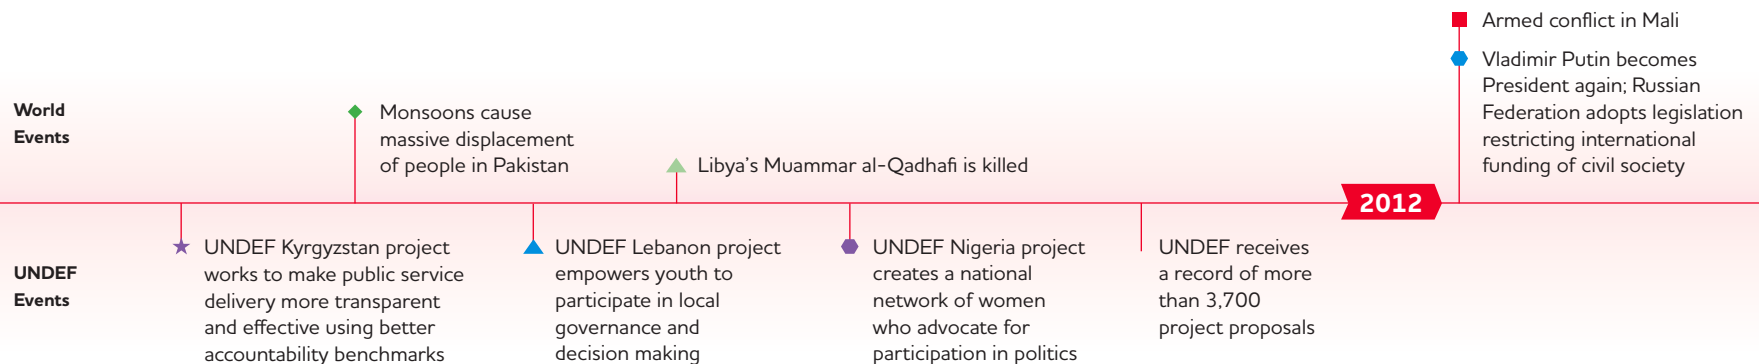 Armed conflict in Mali
Vladimir Putin becomes
President again; Russian
Federation adopts legislation
restricting international
funding of civil society
World
Events
Monsoons cause
massive displacement
of people in Pakistan
Libya’s Muammar al-Qadhafi is killed
2012
UNDEF
Events
UNDEF Kyrgyzstan project
works to make public service
delivery more transparent
and effective using better
accountability benchmarks
UNDEF Lebanon project
empowers youth to
participate in local
governance and
decision making
UNDEF Nigeria project
creates a national
network of women
who advocate for
participation in politics
UNDEF receives
a record of more
than 3,700
project proposals